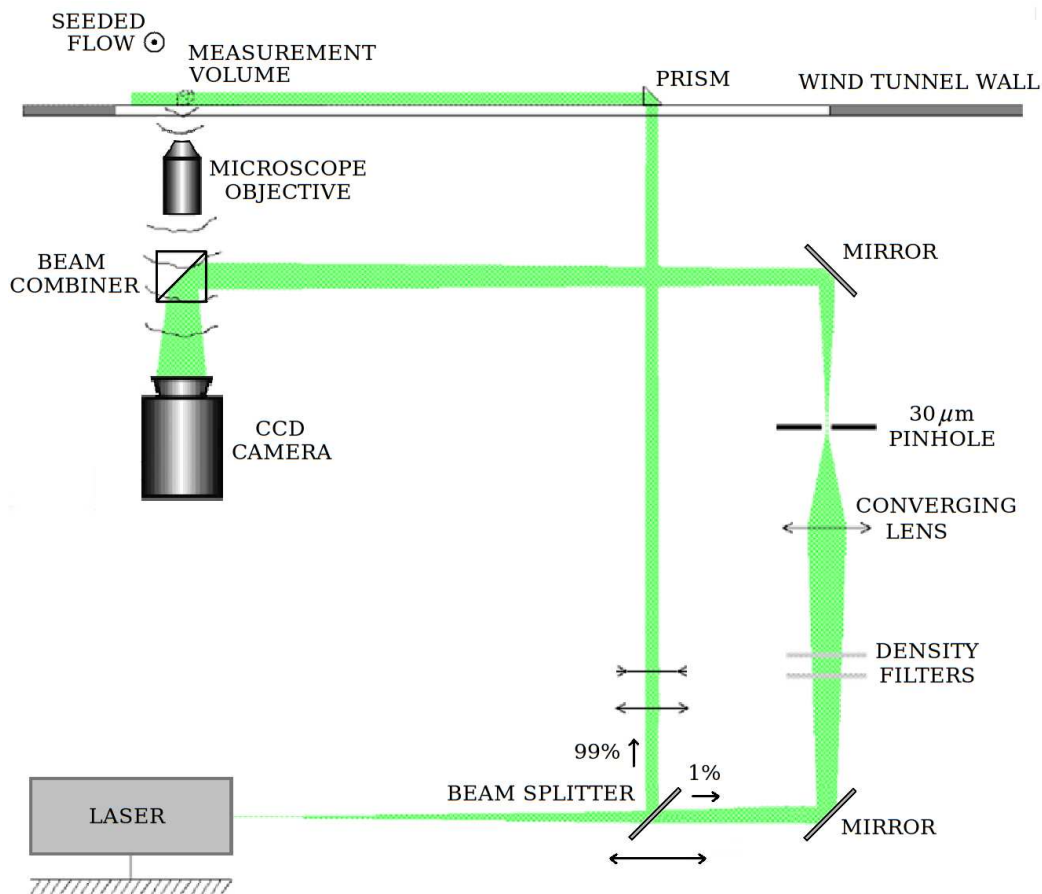 SEEDED
FLOW
MEASUREMENT
VOLUME
PRISM
WIND TUNNEL WALL
MICROSCOPE
OBJECTIVE
BEAM
COMBINER
MIRROR
CCD
CAMERA
30 μm
PINHOLE
CONVERGING
LENS
DENSITY
FILTERS
99%
1%
BEAM SPLITTER
LASER
MIRROR